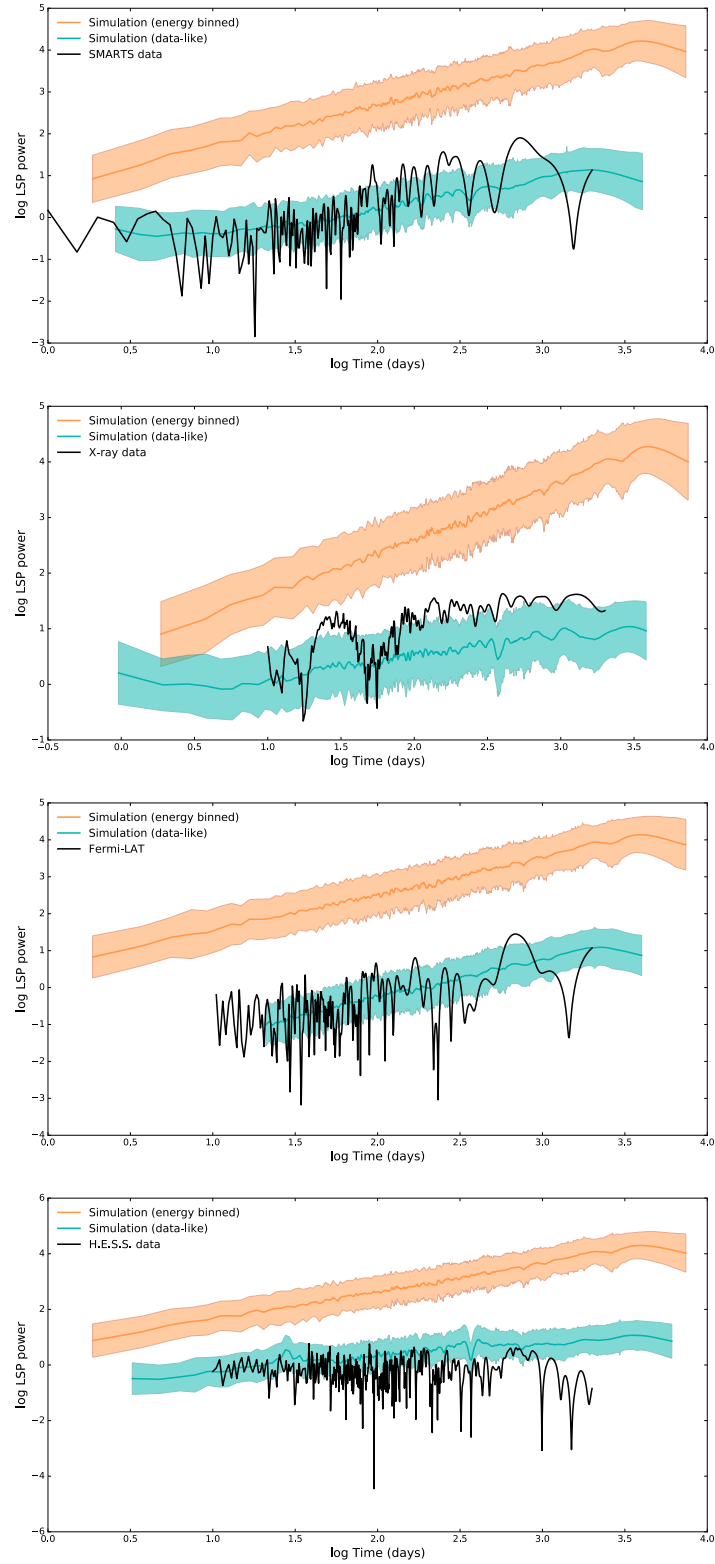 5
4
3
2
1
0
−1
−2
−3
log LSP power
Simulation (energy binned)
Simulation (data-like)
SMARTS data
0.0 0.5 1.0 1.5 2.0 2.5 3.0 3.5 4.0
log Time (days)
5
4
3
2
1
0
−1
log LSP power
Simulation (energy binned)
Simulation (data-like)
X-ray data
−0.5 0.0 0.5 1.0 1.5 2.0 2.5 3.0 3.5 4.0
log Time (days)
5
4
3
2
1
0
−1
−2
−3
−4
log LSP power
Simulation (energy binned)
Simulation (data-like)
Fermi-LAT
0.0 0.5 1.0 1.5 2.0 2.5 3.0 3.5 4.0
log Time (days)
6
4
2
0
−2
−4
−6
log LSP power
Simulation (energy binned)
Simulation (data-like)
H.E.S.S. data
0.0 0.5 1.0 1.5 2.0 2.5 3.0 3.5 4.0
log Time (days)